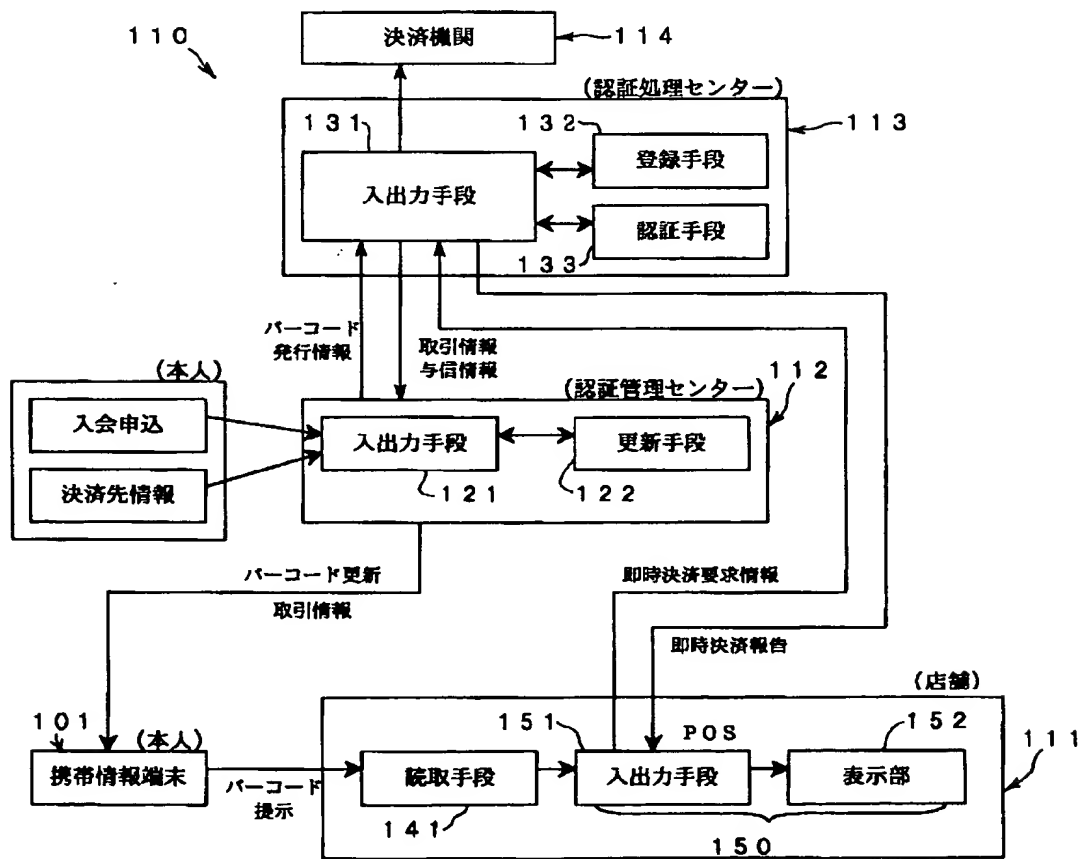 １１０
決済機関
１１４
(認証処理センター)
１３１
１３２
１１３
登録手段
入出力手段
認証手段
１３３
バーコード
発行情報
取引情報
与信情報
(本人)
(認証管理センター)
１１２
入会申込
入出力手段
更新手段
決済先情報
１２１
１２２
バーコード更新
取引情報
即時決済要求情報
即時決済報告
(店舗)
１０１
(本人)
１５１
POS
１５２
１１１
携帯情報端末
読取手段
入出力手段
表示部
バーコード
提示
１４１
１５０